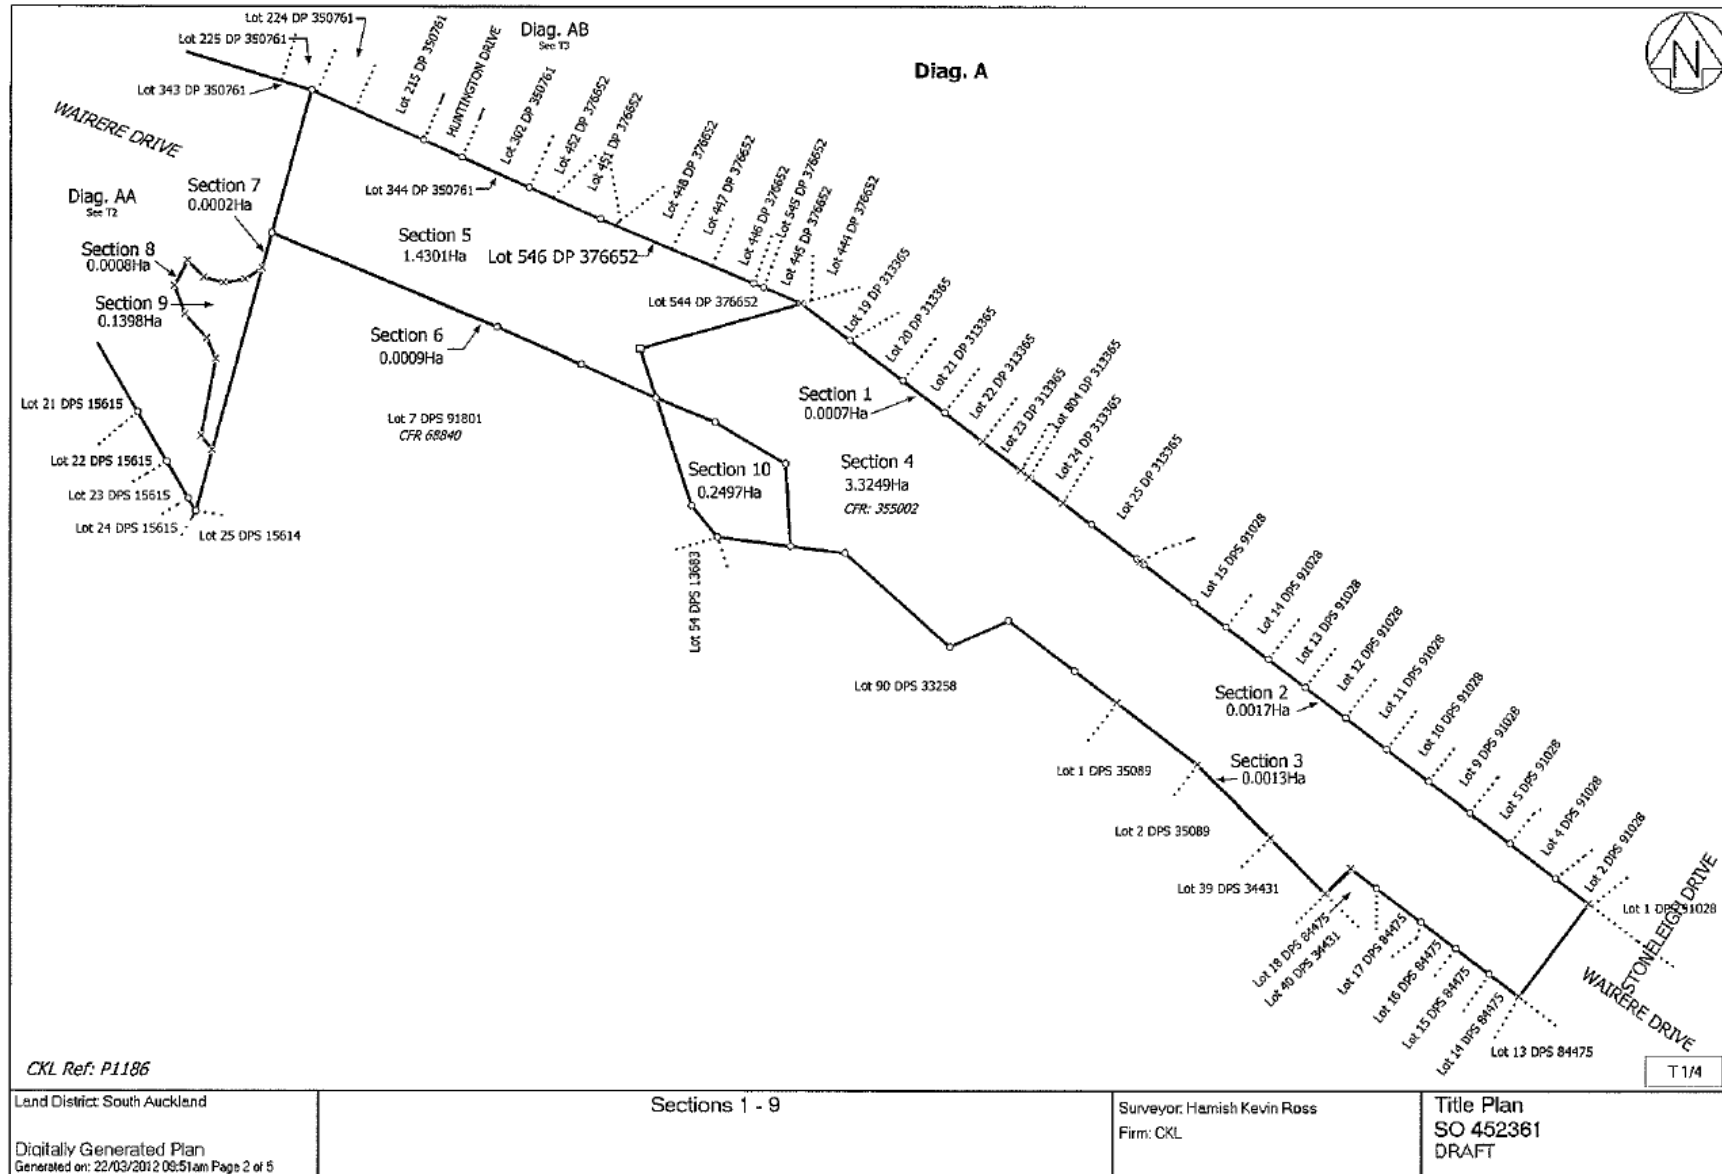 Lot 224 DP 350761
Lot 225 DP 350761
Lot 343 DP 350761
Lot 215 DP 350761
HUNTINGTON DRIVE
Diag. AB
See T3
Diag. A
N
WAIRERE DRIVE
Lot 302 DP 350761
Lot 452 DP 376652
Lot 451 DP 376652
Lot 448 DP 376652
Lot 447 DP 376652
Lot 446 DP 376652
Lot 545 DP 376652
Lot 445 DP 376652
Lot 444 DP 376652
Lot 344 DP 350761
Section 7
0.0002Ha
Diag. AA
See T2
Section 8
0.0008Ha
Section 9
0.1398Ha
Section 5
1.4301Ha
Lot 546 DP 376652
Lot 544 DP 376652
Section 6
0.0009Ha
Lot 19 DP 313365
Lot 20 DP 313365
Lot 21 DP 313365
Lot 22 DP 313365
Lot 23 DP 313365
Lot 804 DP 313365
Lot 24 DP 313365
Lot 25 DP 313365
Section 1
0.0007Ha
Lot 21 DPS 15615
Lot 22 DPS 15615
Lot 23 DPS 15615
Lot 24 DPS 15615
Lot 25 DPS 15614
Lot 7 DPS 91801
CFR 68840
Section 10
0.2497Ha
Section 4
3.3249Ha
CFR: 355002
Lot 54 DPS 13683
Lot 15 DPS 91028
Lot 14 DPS 91028
Lot 13 DPS 91028
Lot 12 DPS 91028
Lot 11 DPS 91028
Lot 10 DPS 91028
Lot 9 DPS 91028
Lot 5 DPS 91028
Lot 4 DPS 91028
Lot 2 DPS 91028
Lot 1 DPS 91028
Lot 90 DPS 33258
Section 2
0.0017Ha
Section 3
0.0013Ha
Lot 1 DPS 35089
Lot 2 DPS 35089
Lot 39 DPS 34431
Lot 18 DPS 84475
Lot 40 DPS 34431
Lot 17 DPS 84475
Lot 16 DPS 84475
Lot 15 DPS 84475
Lot 14 DPS 84475
Lot 13 DPS 84475
STONELEIGH DRIVE
WAIRERE DRIVE
CKL Ref: P1186
T 1/4
Land District: South Auckland
Digitally Generated Plan
Generated on: 22/03/2012 09:51am Page 2 of 5
Sections 1 - 9
Surveyor: Hamish Kevin Ross
Firm: CKL
Title Plan
SO 452361
DRAFT